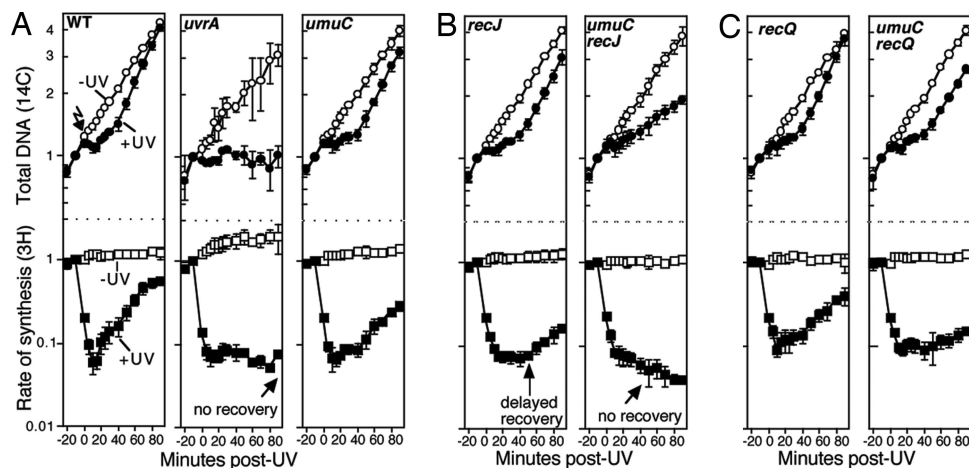 A
WT
uvrA
umuC
B
recJ
umuC
recJ
C
recQ
umuC
recQ
Total DNA (14C)
4
3
2
1
-UV
+UV
Rate of synthesis (3H)
1
0.1
0.01
-UV
+UV
no recovery
delayed
recovery
no recovery
-20 0 20 40 60 80
-20 0 20 40 60 80
-20 0 20 40 60 80
-20 0 20 40 60 80
-20 0 20 40 60 80
-20 0 20 40 60 80
-20 0 20 40 60 80
Minutes post-UV
Minutes post-UV
Minutes post-UV